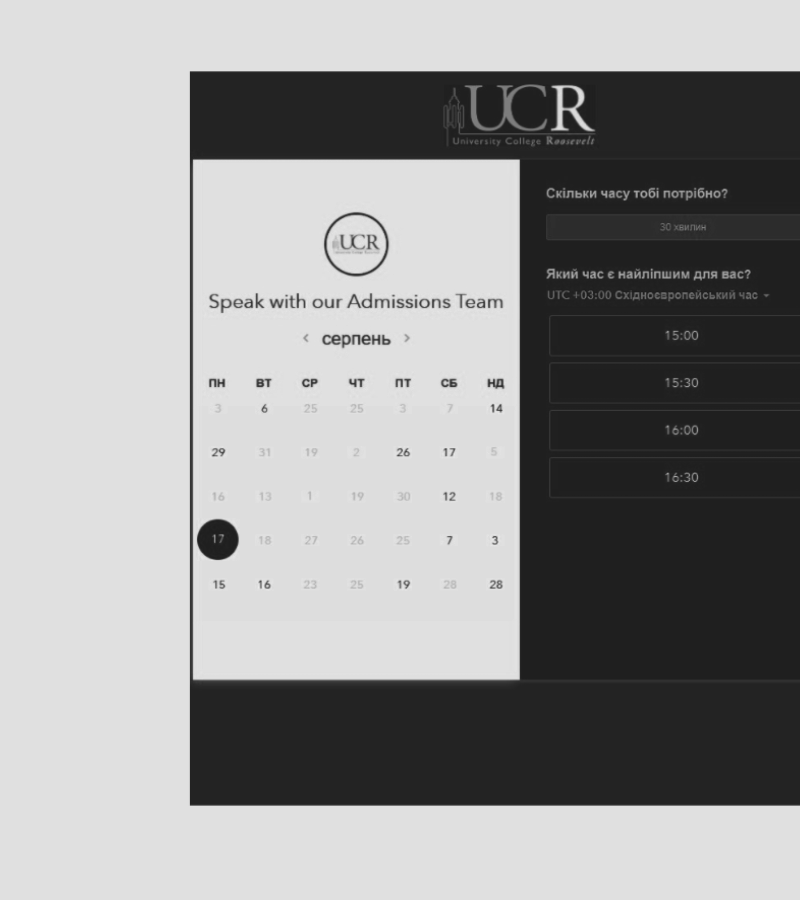 UCR
University College Roosevelt
UCR
Speak with our Admissions Team
серпень
ПН ВТ СР ЧТ ПТ СБ НД
3 6 25 25 3 7 14
29 31 19 2 26 17 5
16 13 1 19 30 12 18
17 18 27 26 25 7 3
15 16 23 25 19 28 28
Скільки часу тобі потрібно?
30 хвилин
Який час є найліпшим для вас?
UTC +03:00 Східноєвропейський час
15:00
15:30
16:00
16:30